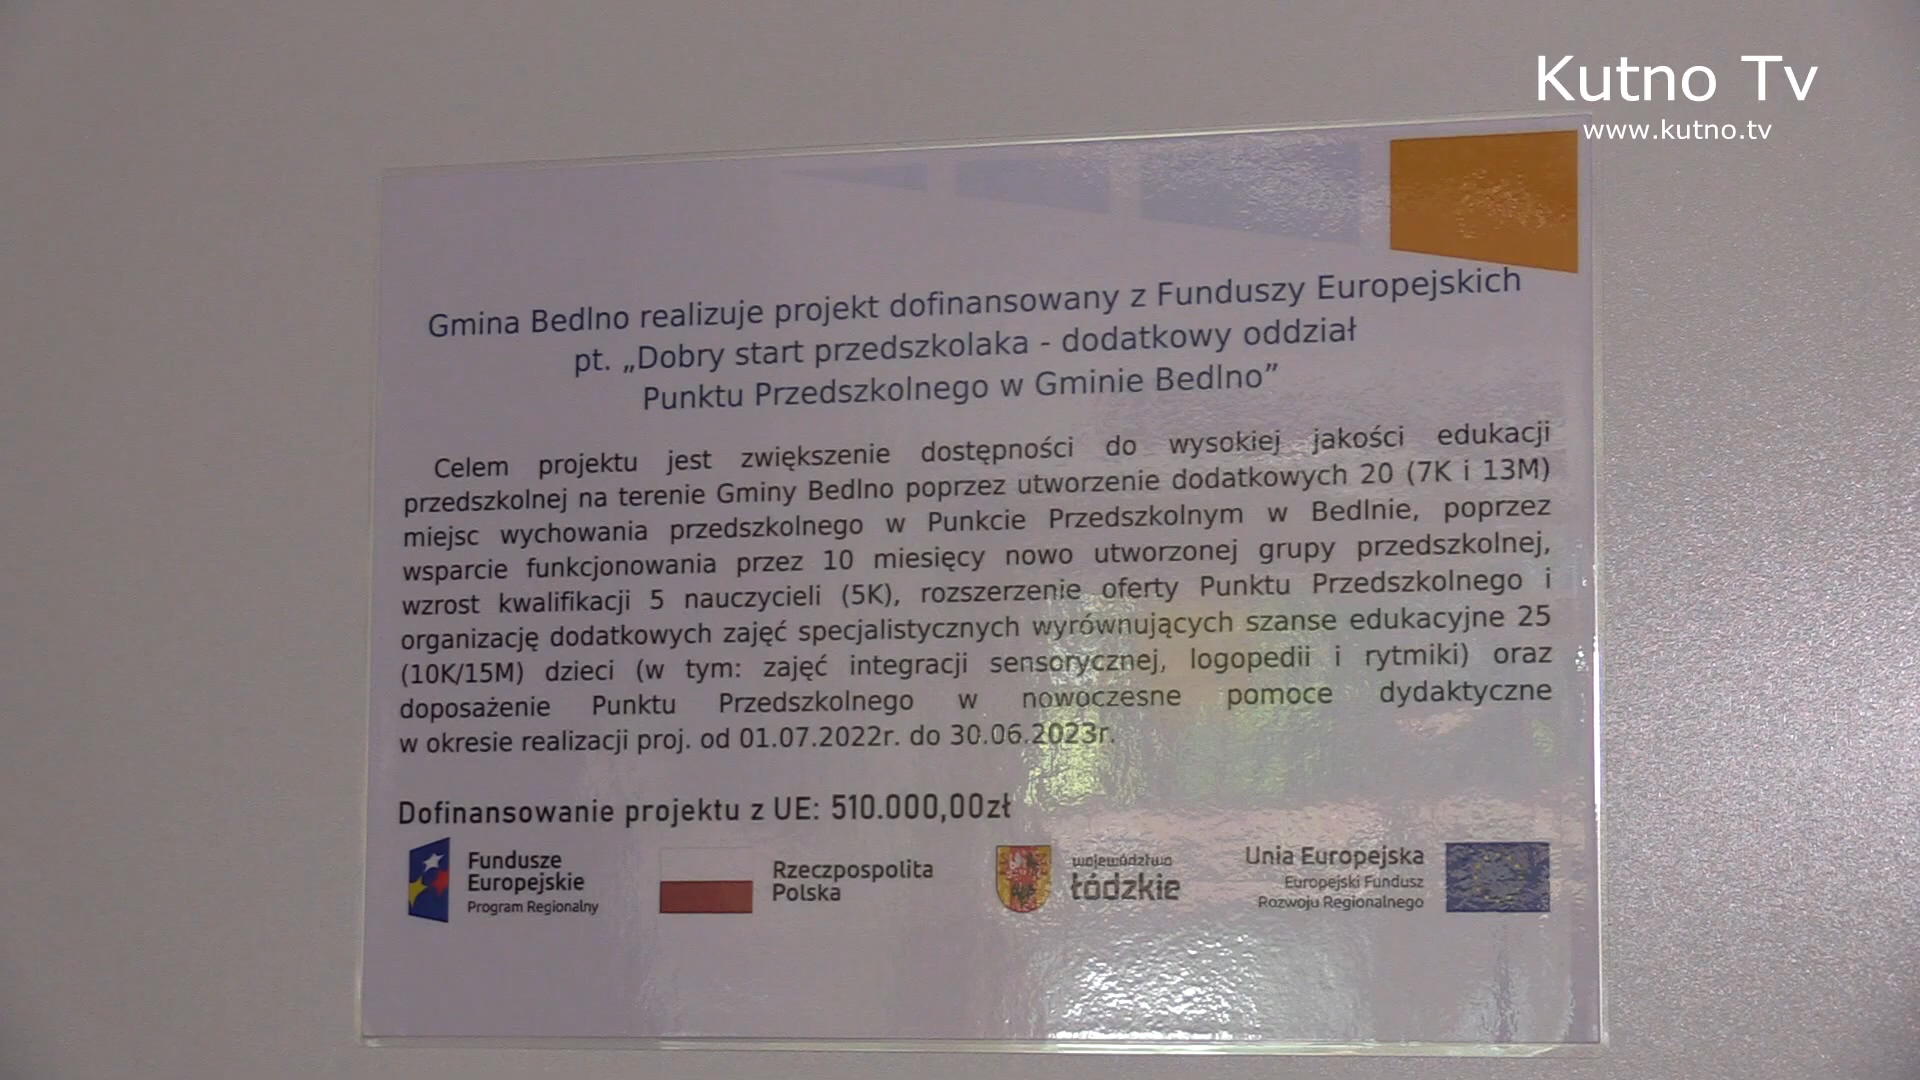 Kutno Tv
www.kutno.tv
Gmina Bedlno realizuje projekt dofinansowany z Funduszy Europejskich
pt. „Dobry start przedszkolaka - dodatkowy oddział
Punktu Przedszkolnego w Gminie Bedlno”
Celem projektu jest zwiększenie dostępności do wysokiej jakości edukacji
przedszkolnej na terenie Gminy Bedlno poprzez utworzenie dodatkowych 20 (7K i 13M)
miejsc wychowania przedszkolnego w Punkcie Przedszkolnym w Bedlnie, poprzez
wsparcie funkcjonowania przez 10 miesięcy nowo utworzonej grupy przedszkolnej,
wzrost kwalifikacji 5 nauczycieli (5K), rozszerzenie oferty Punktu Przedszkolnego i
organizację dodatkowych zajęć specjalistycznych wyrównujących szanse edukacyjne 25
(10K/15M) dzieci (w tym: zajęć integracji sensorycznej, logopedii i rytmiki) oraz
doposażenie Punktu Przedszkolnego w nowoczesne pomoce dydaktyczne
w okresie realizacji proj. od 01.07.2022r. do 30.06.2023r.
Dofinansowanie projektu z UE: 510.000,00zł
Fundusze
Europejskie
Program Regionalny
Rzeczpospolita
Polska
województwo
łódzkie
Unia Europejska
Europejski Fundusz
Rozwoju Regionalnego